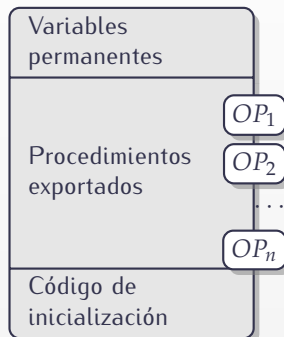 Variables
permanentes
OP₁
Procedimientos
exportados
OP₂
...
OPₙ
Código de
inicialización